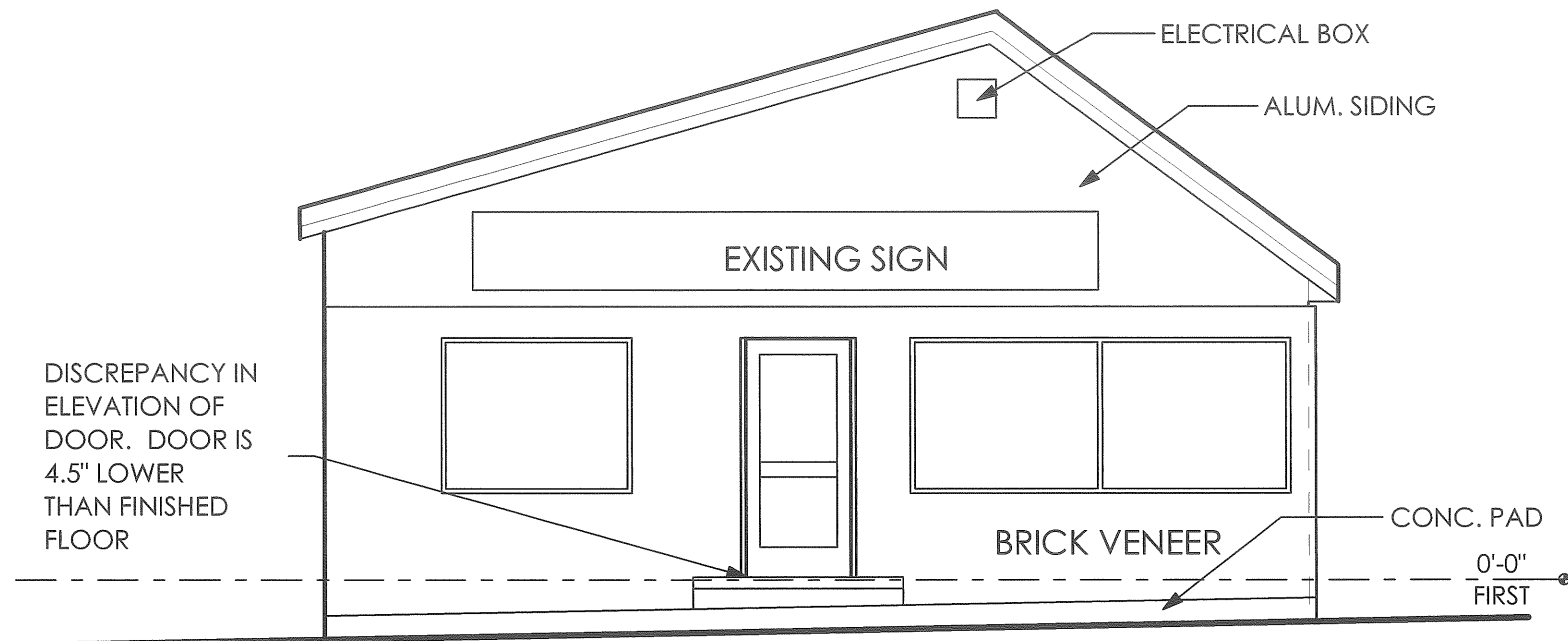 ELECTRICAL BOX
ALUM. SIDING
EXISTING SIGN
DISCREPANCY IN
ELEVATION OF
DOOR. DOOR IS
4.5" LOWER
THAN FINISHED
FLOOR
BRICK VENEER
CONC. PAD
0'-0"
FIRST